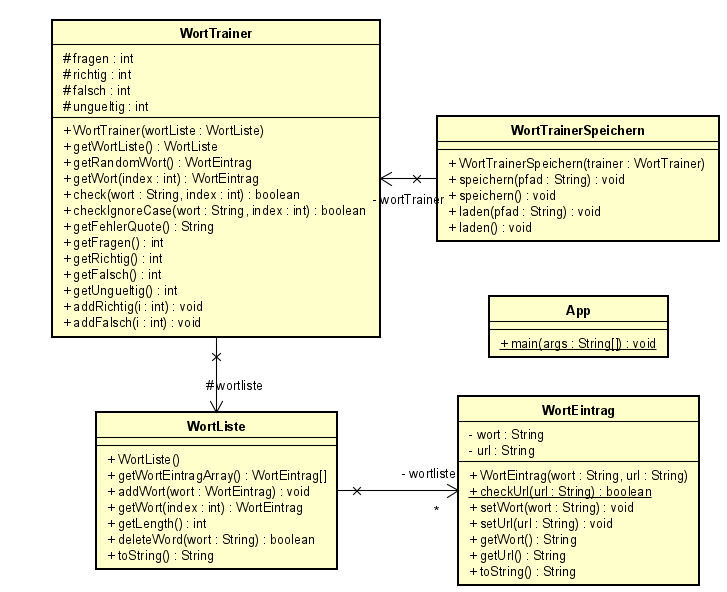 WortTrainer
# fragen : int
# richtig : int
# falsch : int
# ungueltig : int
+ WortTrainer(wortListe : WortListe)
+ getWortListe() : WortListe
+ getRandomWort() : WortEintrag
+ getWort(index : int) : WortEintrag
+ check(wort : String, index : int) : boolean
+ checkIgnoreCase(wort : String, index : int) : boolean
+ getFehlerQuote() : String
+ getFragen() : int
+ getRichtig() : int
+ getFalsch() : int
+ getUngueltig() : int
+ addRichtig(i : int) : void
+ addFalsch(i : int) : void
WortTrainerSpeichern
+ WortTrainerSpeichern(trainer : WortTrainer)
+ speichern(pfad : String) : void
+ speichern() : void
+ laden(pfad : String) : void
+ laden() : void
- wortTrainer
App
+ main(args : String[]) : void
# wortliste
WortListe
+ WortListe()
+ getWortEintragArray() : WortEintrag[]
+ addWort(wort : WortEintrag) : void
+ getWort(index : int) : WortEintrag
+ getLength() : int
+ deleteWord(wort : String) : boolean
+ toString() : String
- wortliste
*
WortEintrag
- wort : String
- url : String
+ WortEintrag(wort : String, url : String)
+ checkUrl(url : String) : boolean
+ setWort(wort : String) : void
+ setUrl(url : String) : void
+ getWort() : String
+ getUrl() : String
+ toString() : String